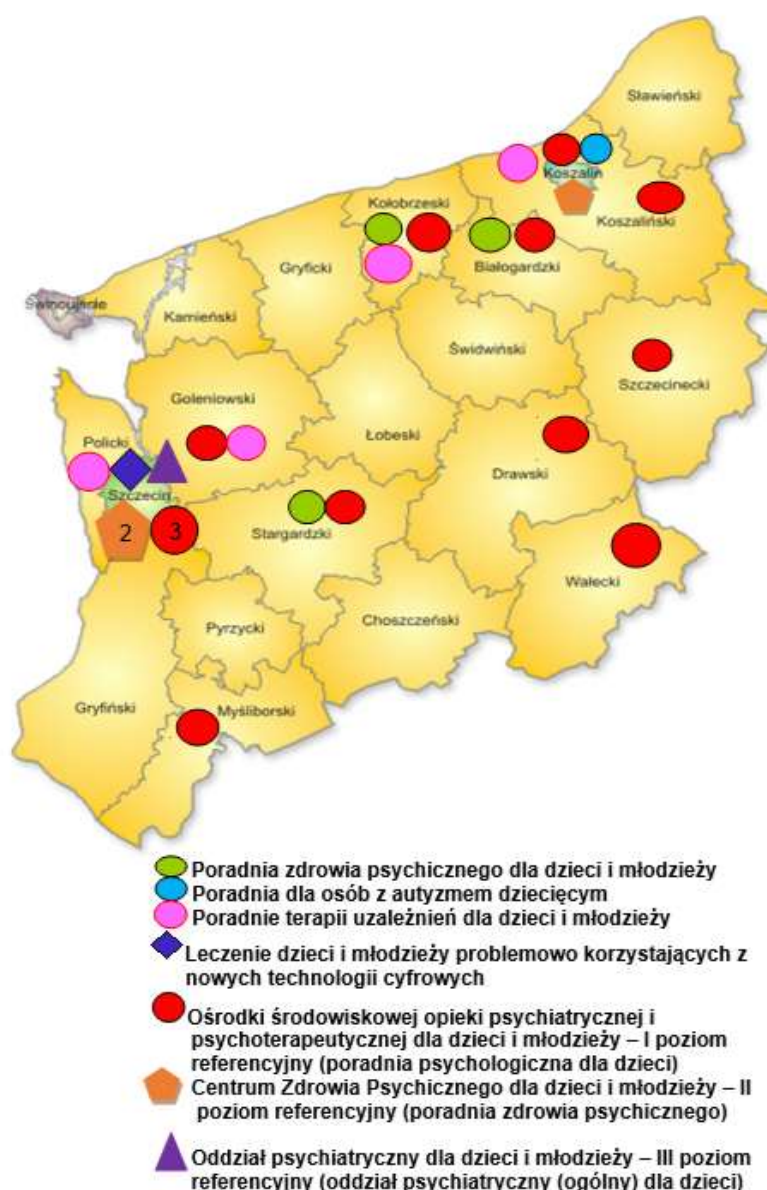 Sławieński
Koszalin
Kołobrzeski
Koszaliński
Gryficki
Białogardzki
Świnoujście
Kamieński
Świdwiński
Szczecinecki
Goleniowski
Łobeski
Policki
Drawski
Szczecin
2
3
Stargardzki
Wałecki
Choszczeński
Pyrzycki
Gryfiński
Myśliborski
Poradnia zdrowia psychicznego dla dzieci i młodzieży
Poradnia dla osób z autyzmem dziecięcym
Poradnie terapii uzależnień dla dzieci i młodzieży
Leczenie dzieci i młodzieży problemowo korzystających z
nowych technologii cyfrowych
Ośrodki środowiskowej opieki psychiatrycznej i
psychoterapeutycznej dla dzieci i młodzieży – I poziom
referencyjny (poradnia psychologiczna dla dzieci)
Centrum Zdrowia Psychicznego dla dzieci i młodzieży – II
poziom referencyjny (poradnia zdrowia psychicznego)
Oddział psychiatryczny dla dzieci i młodzieży – III poziom
referencyjny (oddział psychiatryczny (ogólny) dla dzieci)